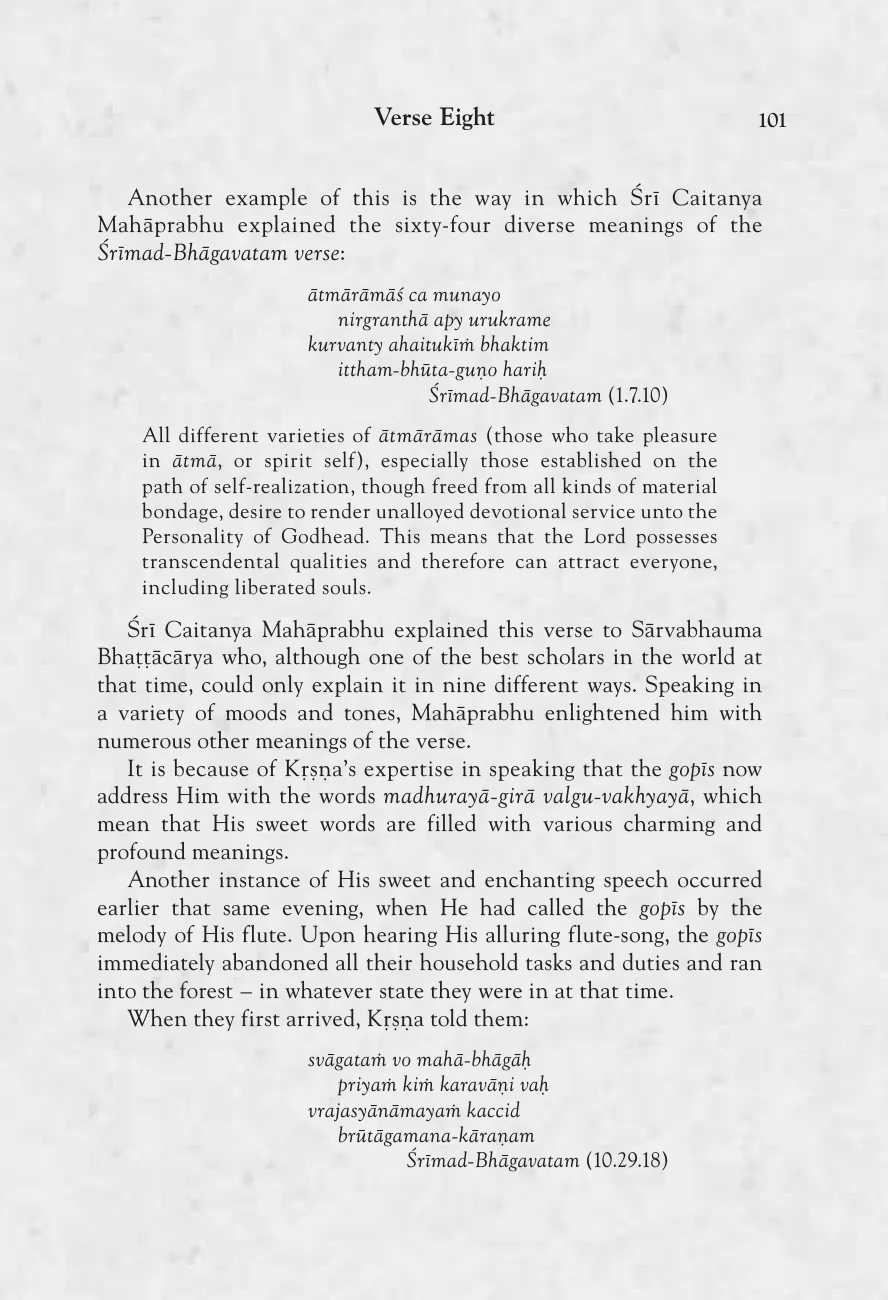 Verse Eight 101
Another example of this is the way in which Śrī Caitanya
Mahāprabhu explained the sixty-four diverse meanings of the
Śrīmad-Bhāgavatam verse:
ātmārāmāś ca munayo
nirgranthā apy urukrame
kurvanty ahaitukīṁ bhaktim
ittham-bhūta-guṇo hariḥ
Śrīmad-Bhāgavatam (1.7.10)
All different varieties of ātmārāmas (those who take pleasure
in ātmā, or spirit self), especially those established on the
path of self-realization, though freed from all kinds of material
bondage, desire to render unalloyed devotional service unto the
Personality of Godhead. This means that the Lord possesses
transcendental qualities and therefore can attract everyone,
including liberated souls.
Śrī Caitanya Mahāprabhu explained this verse to Sārvabhauma
Bhaṭṭācārya who, although one of the best scholars in the world at
that time, could only explain it in nine different ways. Speaking in
a variety of moods and tones, Mahāprabhu enlightened him with
numerous other meanings of the verse.
It is because of Kṛṣṇa’s expertise in speaking that the gopīs now
address Him with the words madhurayā-girā valgu-vakhyayā, which
mean that His sweet words are filled with various charming and
profound meanings.
Another instance of His sweet and enchanting speech occurred
earlier that same evening, when He had called the gopīs by the
melody of His flute. Upon hearing His alluring flute-song, the gopīs
immediately abandoned all their household tasks and duties and ran
into the forest – in whatever state they were in at that time.
When they first arrived, Kṛṣṇa told them:
svāgataṁ vo mahā-bhāgāḥ
priyaṁ kiṁ karavāṇi vaḥ
vrajasyānāmayaṁ kaccid
brūtāgamana-kāraṇam
Śrīmad-Bhāgavatam (10.29.18)